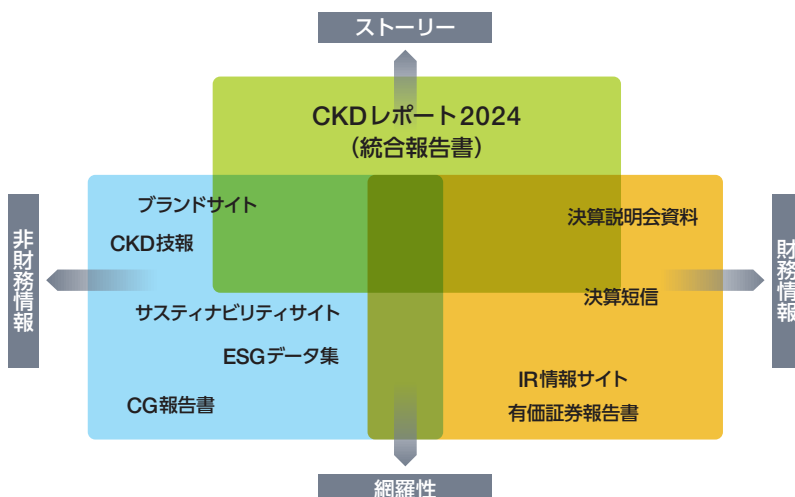 ストーリー
CKDレポート2024
（統合報告書）
非財務情報
財務情報
ブランドサイト
CKD技報
決算説明会資料
決算短信
サスティナビリティサイト
ESGデータ集
CG報告書
IR情報サイト
有価証券報告書
網羅性